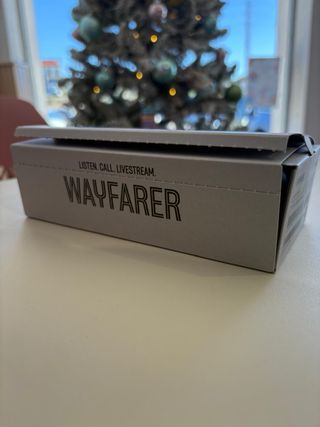 LISTEN. CALL. LIVESTREAM.
WAYFARER